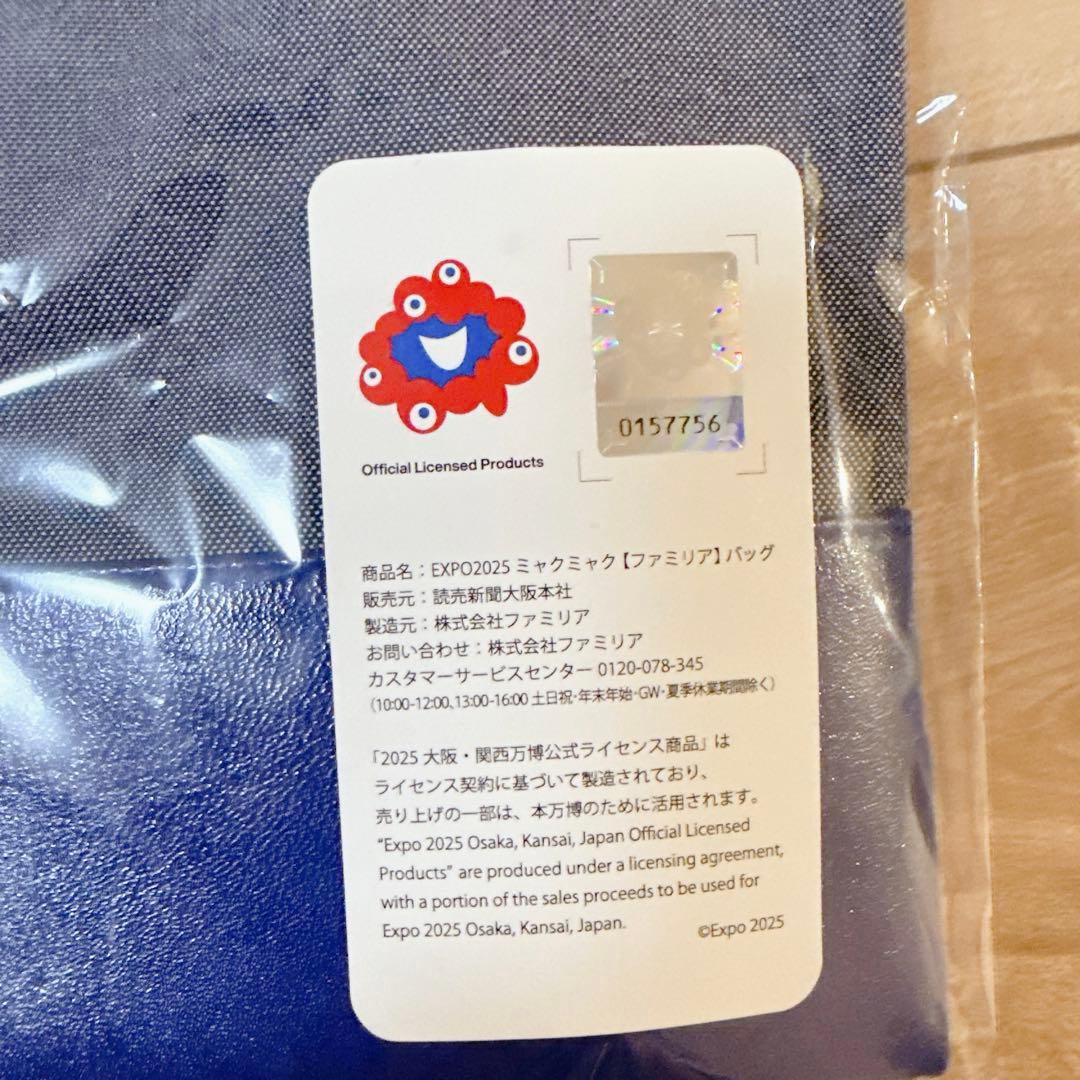 Official Licensed Products
0157756
商品名：EXPO2025 ミャクミャク【ファミリア】バッグ
販売元：読売新聞大阪本社
製造元：株式会社ファミリア
お問い合わせ：株式会社ファミリア
カスタマーサービスセンター 0120-078-345
（10:00-12:00、13:00-16:00 土日祝・年末年始・GW・夏季休業期間除く）
「2025 大阪・関西万博公式ライセンス商品」は
ライセンス契約に基づいて製造されており、
売り上げの一部は、本万博のために活用されます。
“Expo 2025 Osaka, Kansai, Japan Official Licensed
Products” are produced under a licensing agreement,
with a portion of the sales proceeds to be used for
Expo 2025 Osaka, Kansai, Japan.
©Expo 2025